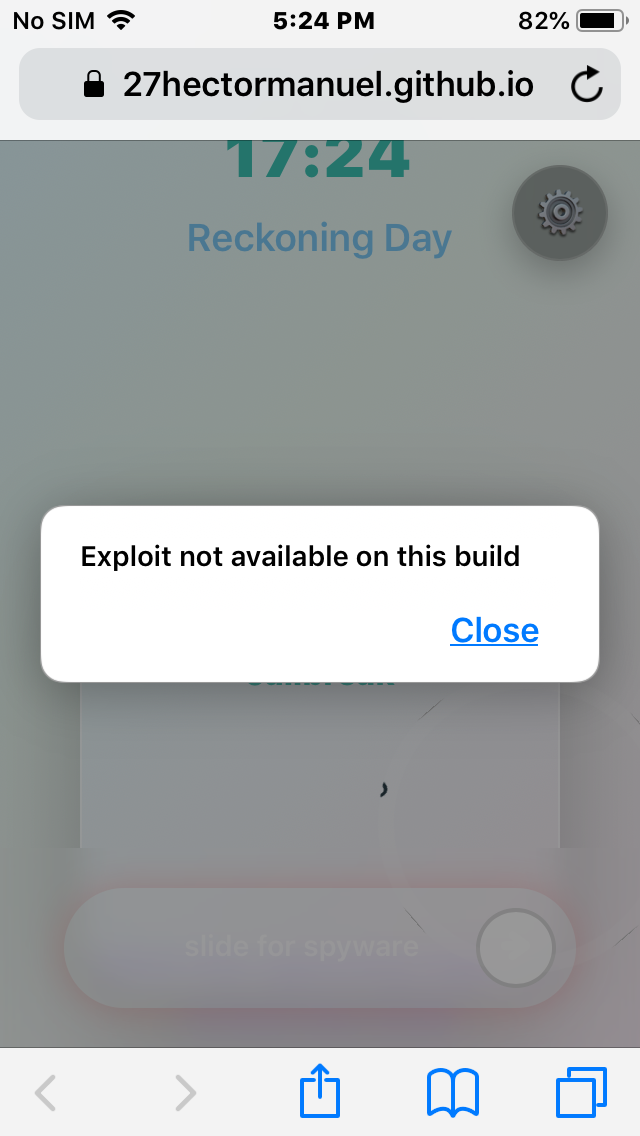 No SIM 5:24 PM 82%
27hectormanuel.github.io
17:24
Reckoning Day
Exploit not available on this build
Close
slide for spyware